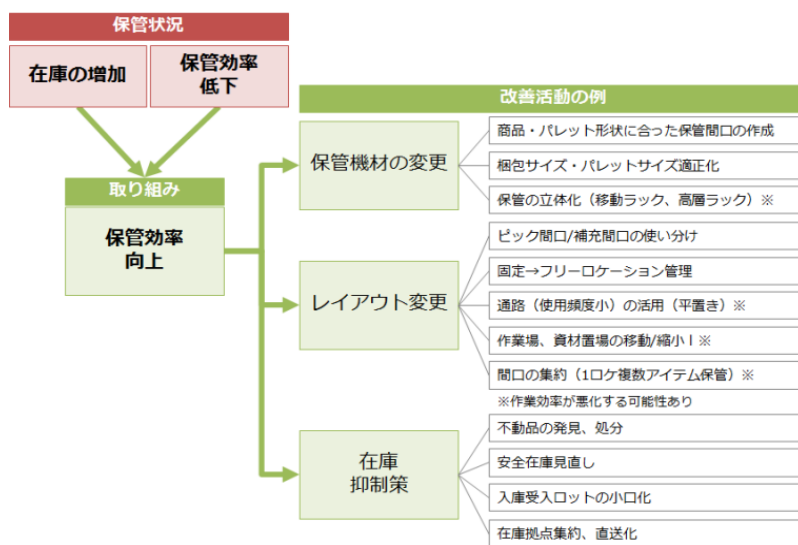 保管状況
在庫の増加
保管効率
低下
取り組み
保管効率
向上
改善活動の例
保管機材の変更
商品・パレット形状に合った保管間口の作成
梱包サイズ・パレットサイズ適正化
保管の立体化（移動ラック、高層ラック）※
レイアウト変更
ピック間口/補充間口の使い分け
固定→フリーロケーション管理
通路（使用頻度小）の活用（平置き）※
作業場、資材置場の移動/縮小Ｉ※
間口の集約（1ロケ複数アイテム保管）※
※作業効率が悪化する可能性あり
在庫
抑制策
不動品の発見、処分
安全在庫見直し
入庫受入ロットの小口化
在庫拠点集約、直送化